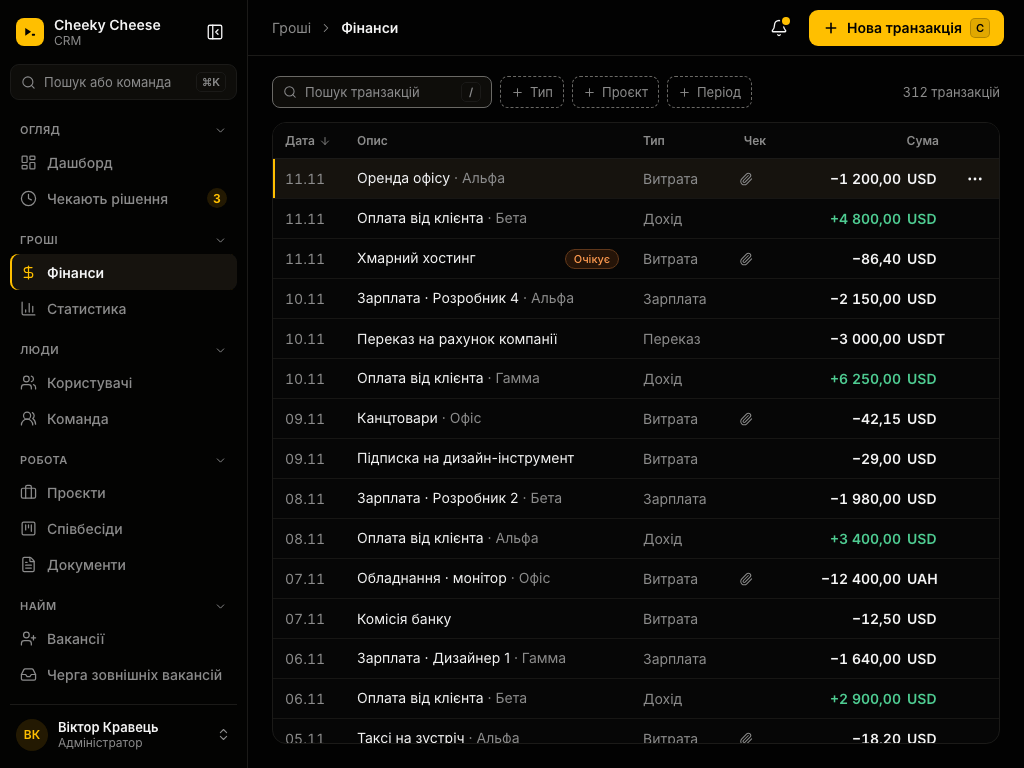 Cheeky Cheese
CRM
Пошук або команда ⌘K
ОГЛЯД
Дашборд
Чекають рішення 3
ГРОШІ
Фінанси
Статистика
ЛЮДИ
Користувачі
Команда
РОБОТА
Проєкти
Співбесіди
Документи
НАЙМ
Вакансії
Черга зовнішніх вакансій
ВК Віктор Кравець
Адміністратор
Гроші > Фінанси
+ Нова транзакція C
Пошук транзакцій /
+ Тип
+ Проєкт
+ Період
312 транзакцій
Дата ↓ Опис Тип Чек Сума
11.11 Оренда офісу · Альфа Витрата −1 200,00 USD ···
11.11 Оплата від клієнта · Бета Дохід +4 800,00 USD
11.11 Хмарний хостинг Очікує Витрата −86,40 USD
10.11 Зарплата · Розробник 4 · Альфа Зарплата −2 150,00 USD
10.11 Переказ на рахунок компанії Переказ −3 000,00 USDT
10.11 Оплата від клієнта · Гамма Дохід +6 250,00 USD
09.11 Канцтовари · Офіс Витрата −42,15 USD
09.11 Підписка на дизайн-інструмент Витрата −29,00 USD
08.11 Зарплата · Розробник 2 · Бета Зарплата −1 980,00 USD
08.11 Оплата від клієнта · Альфа Дохід +3 400,00 USD
07.11 Обладнання · монітор · Офіс Витрата −12 400,00 UAH
07.11 Комісія банку Витрата −12,50 USD
06.11 Зарплата · Дизайнер 1 · Гамма Зарплата −1 640,00 USD
06.11 Оплата від клієнта · Бета Дохід +2 900,00 USD
05.11 Таксі на зустріч · Альфа Витрата −18,20 USD